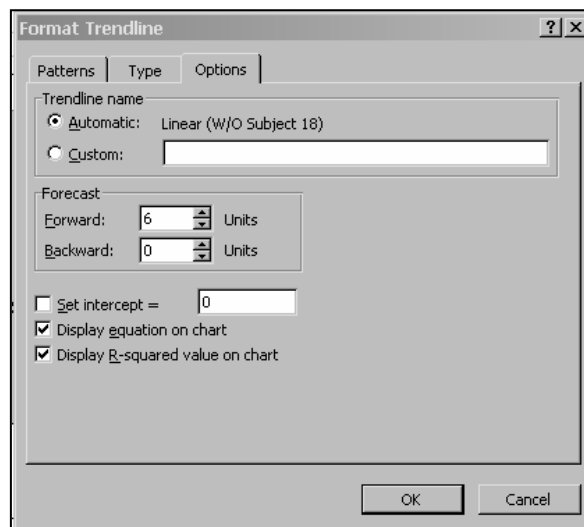 Format Trendline
Patterns Type Options
Trendline name
Automatic: Linear (W/O Subject 18)
Custom:
Forecast
Forward: 6 Units
Backward: 0 Units
Set intercept = 0
Display equation on chart
Display R-squared value on chart
OK Cancel